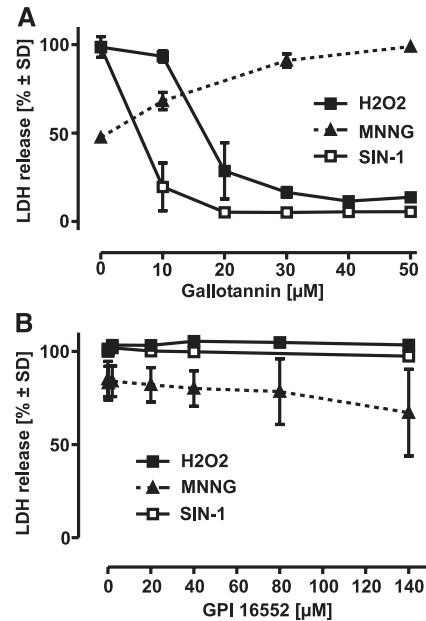 A
LDH release [% ± SD]
100
50
0
H2O2
MNNG
SIN-1
0 10 20 30 40 50
Gallotannin [µM]
B
LDH release [% ± SD]
100
50
0
H2O2
MNNG
SIN-1
0 20 40 60 80 100 120 140
GPI 16552 [µM]